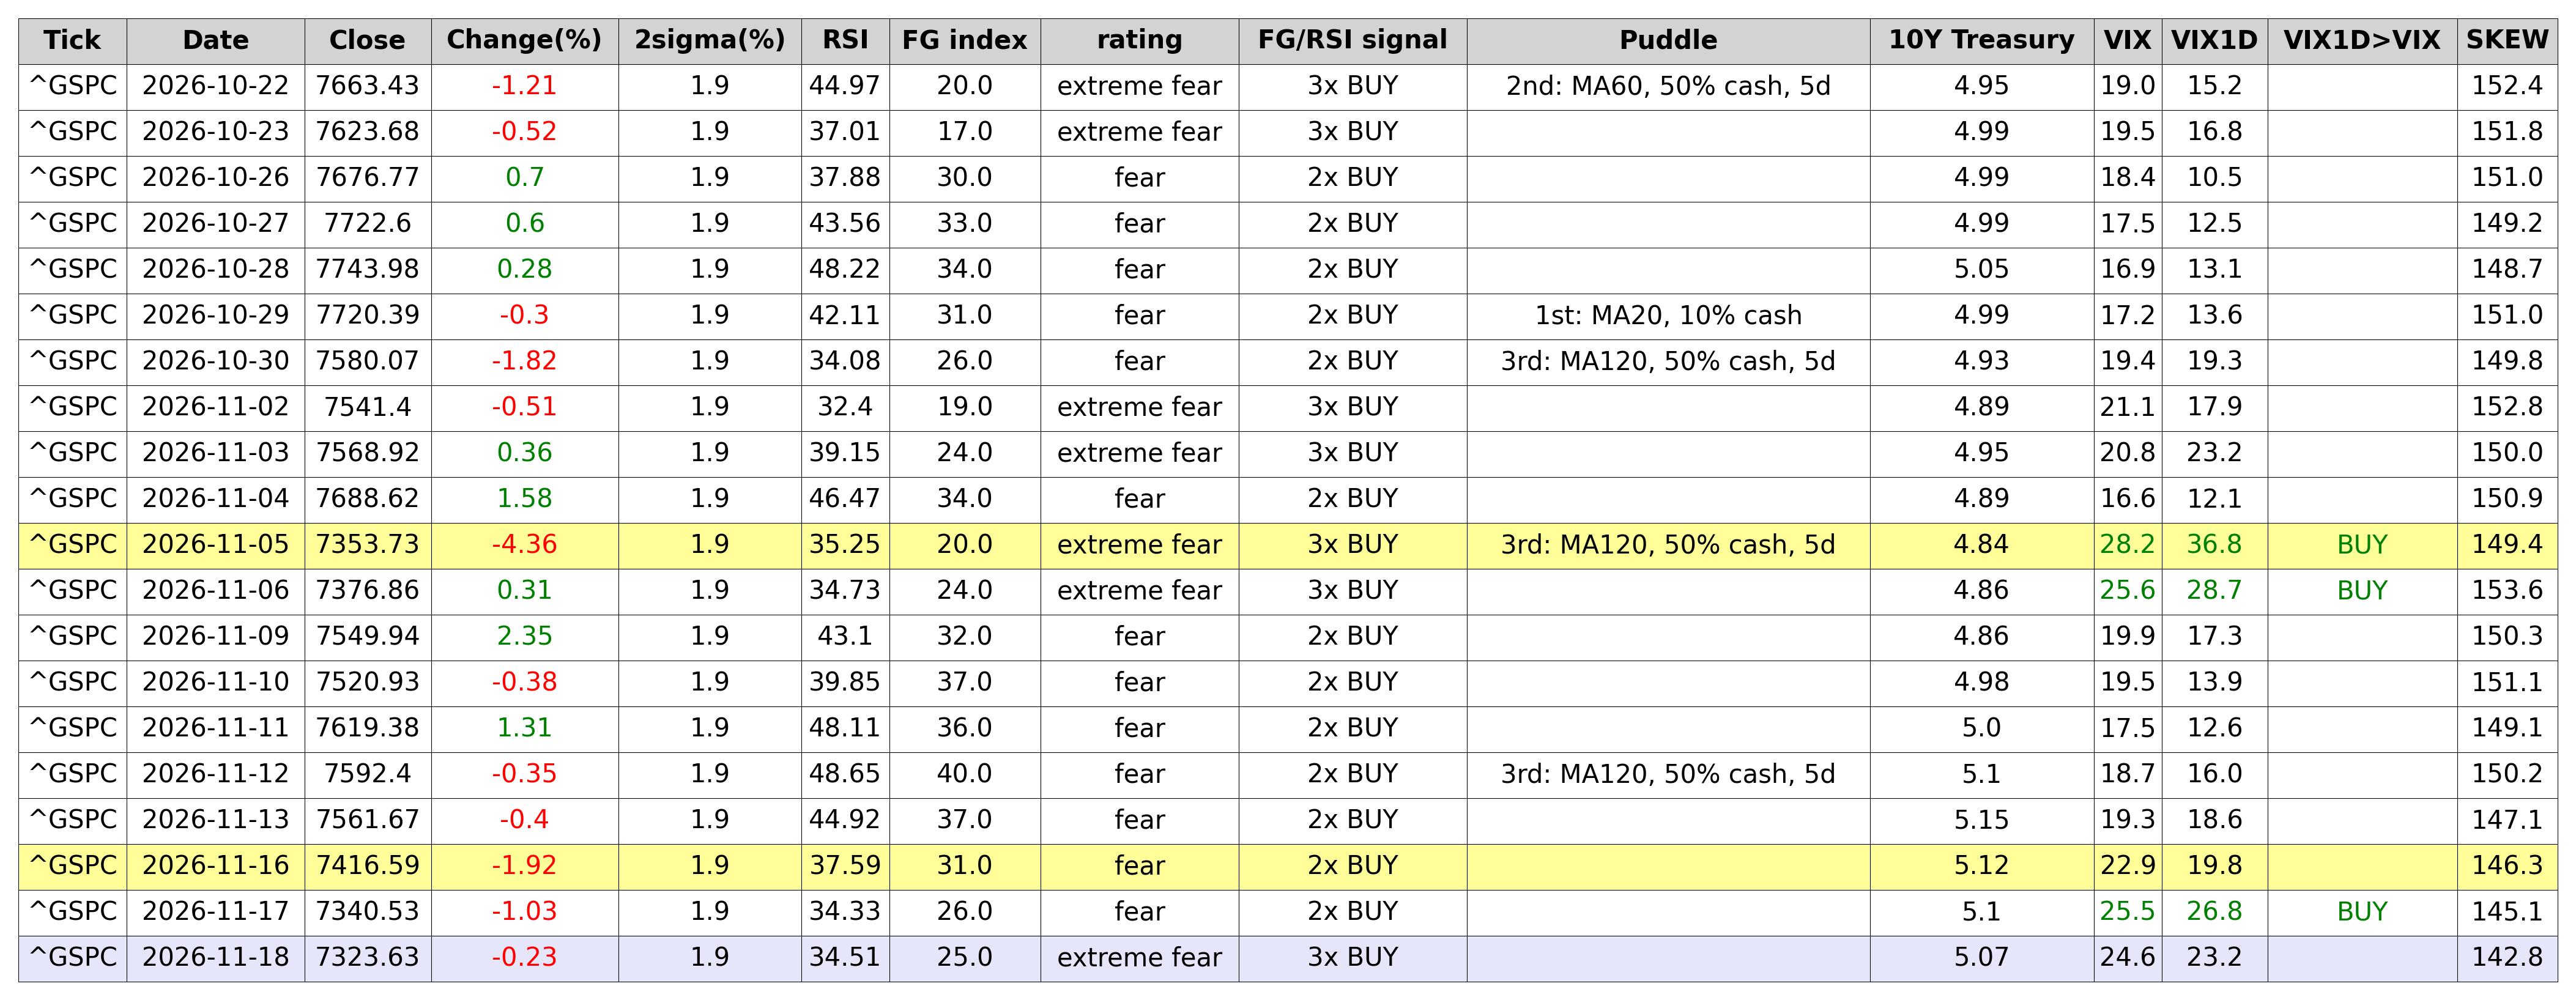 Tick Date Close Change(%) 2sigma(%) RSI FG index rating FG/RSI signal Puddle 10Y Treasury VIX VIX1D VIX1D>VIX SKEW
^GSPC 2026-10-22 7663.43 -1.21 1.9 44.97 20.0 extreme fear 3x BUY 2nd: MA60, 50% cash, 5d 4.95 19.0 15.2 152.4
^GSPC 2026-10-23 7623.68 -0.52 1.9 37.01 17.0 extreme fear 3x BUY 4.99 19.5 16.8 151.8
^GSPC 2026-10-26 7676.77 0.7 1.9 37.88 30.0 fear 2x BUY 4.99 18.4 10.5 151.0
^GSPC 2026-10-27 7722.6 0.6 1.9 43.56 33.0 fear 2x BUY 4.99 17.5 12.5 149.2
^GSPC 2026-10-28 7743.98 0.28 1.9 48.22 34.0 fear 2x BUY 5.05 16.9 13.1 148.7
^GSPC 2026-10-29 7720.39 -0.3 1.9 42.11 31.0 fear 2x BUY 1st: MA20, 10% cash 4.99 17.2 13.6 151.0
^GSPC 2026-10-30 7580.07 -1.82 1.9 34.08 26.0 fear 2x BUY 3rd: MA120, 50% cash, 5d 4.93 19.4 19.3 149.8
^GSPC 2026-11-02 7541.4 -0.51 1.9 32.4 19.0 extreme fear 3x BUY 4.89 21.1 17.9 152.8
^GSPC 2026-11-03 7568.92 0.36 1.9 39.15 24.0 extreme fear 3x BUY 4.95 20.8 23.2 150.0
^GSPC 2026-11-04 7688.62 1.58 1.9 46.47 34.0 fear 2x BUY 4.89 16.6 12.1 150.9
^GSPC 2026-11-05 7353.73 -4.36 1.9 35.25 20.0 extreme fear 3x BUY 3rd: MA120, 50% cash, 5d 4.84 28.2 36.8 BUY 149.4
^GSPC 2026-11-06 7376.86 0.31 1.9 34.73 24.0 extreme fear 3x BUY 4.86 25.6 28.7 BUY 153.6
^GSPC 2026-11-09 7549.94 2.35 1.9 43.1 32.0 fear 2x BUY 4.86 19.9 17.3 150.3
^GSPC 2026-11-10 7520.93 -0.38 1.9 39.85 37.0 fear 2x BUY 4.98 19.5 13.9 151.1
^GSPC 2026-11-11 7619.38 1.31 1.9 48.11 36.0 fear 2x BUY 5.0 17.5 12.6 149.1
^GSPC 2026-11-12 7592.4 -0.35 1.9 48.65 40.0 fear 2x BUY 3rd: MA120, 50% cash, 5d 5.1 18.7 16.0 150.2
^GSPC 2026-11-13 7561.67 -0.4 1.9 44.92 37.0 fear 2x BUY 5.15 19.3 18.6 147.1
^GSPC 2026-11-16 7416.59 -1.92 1.9 37.59 31.0 fear 2x BUY 5.12 22.9 19.8 146.3
^GSPC 2026-11-17 7340.53 -1.03 1.9 34.33 26.0 fear 2x BUY 5.1 25.5 26.8 BUY 145.1
^GSPC 2026-11-18 7323.63 -0.23 1.9 34.51 25.0 extreme fear 3x BUY 5.07 24.6 23.2 142.8